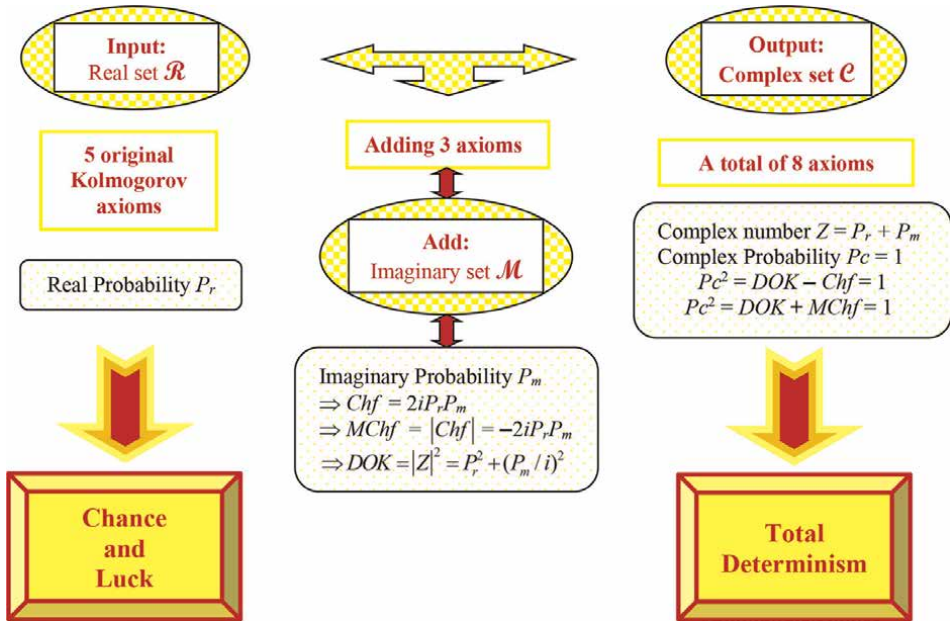 Input:
Real set ℛ
5 original
Kolmogorov
axioms
Real Probability Pᵣ
Chance
and
Luck
Adding 3 axioms
Add:
Imaginary set ℳ
Imaginary Probability Pₘ
⇒ Chf = 2iPᵣPₘ
⇒ MChf = |Chf| = −2iPᵣPₘ
⇒ DOK = |Z|² = Pᵣ² + (Pₘ / i)²
Output:
Complex set 𝒞
A total of 8 axioms
Complex number Z = Pᵣ + Pₘ
Complex Probability Pc = 1
Pc² = DOK − Chf = 1
Pc² = DOK + MChf = 1
Total
Determinism